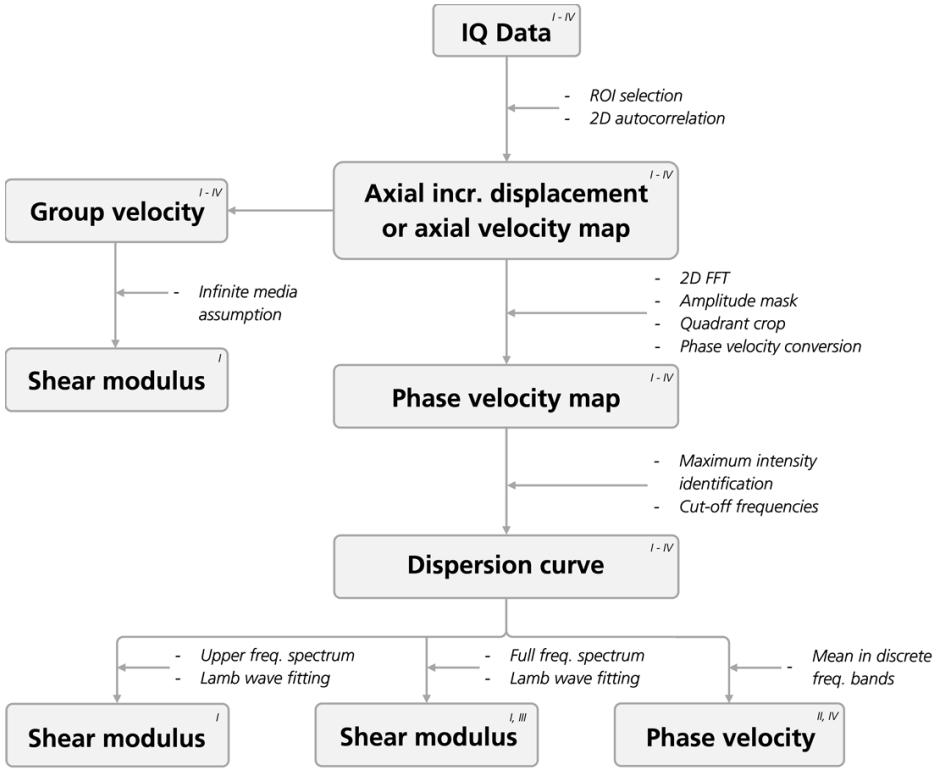 I - IV
IQ Data
- ROI selection
- 2D autocorrelation
I - IV
Axial incr. displacement
or axial velocity map
I - IV
Group velocity
- 2D FFT
- Amplitude mask
- Quadrant crop
- Phase velocity conversion
- Infinite media
assumption
I
Shear modulus
I - IV
Phase velocity map
- Maximum intensity
identification
- Cut-off frequencies
I - IV
Dispersion curve
- Upper freq. spectrum
- Lamb wave fitting
- Full freq. spectrum
- Lamb wave fitting
- Mean in discrete
freq. bands
I
Shear modulus
I, III
Shear modulus
II, IV
Phase velocity